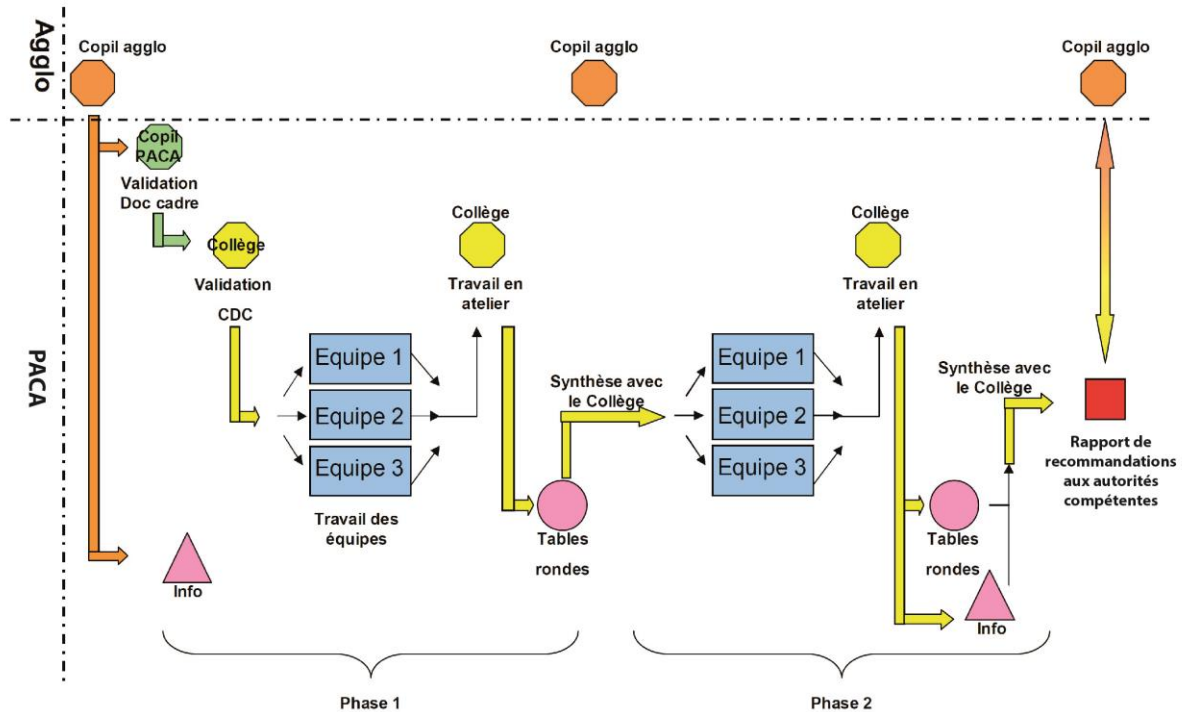 Agglo
Copil agglo
Copil agglo
Copil agglo
PACA
Copil
PACA
Validation
Doc cadre
Collège
Validation
CDC
Equipe 1
Equipe 2
Equipe 3
Travail des
équipes
Collège
Travail en
atelier
Tables
rondes
Info
Synthèse avec
le Collège
Equipe 1
Equipe 2
Equipe 3
Collège
Travail en
atelier
Tables
rondes
Info
Synthèse avec
le Collège
Rapport de
recommandations
aux autorités
compétentes
Phase 1
Phase 2